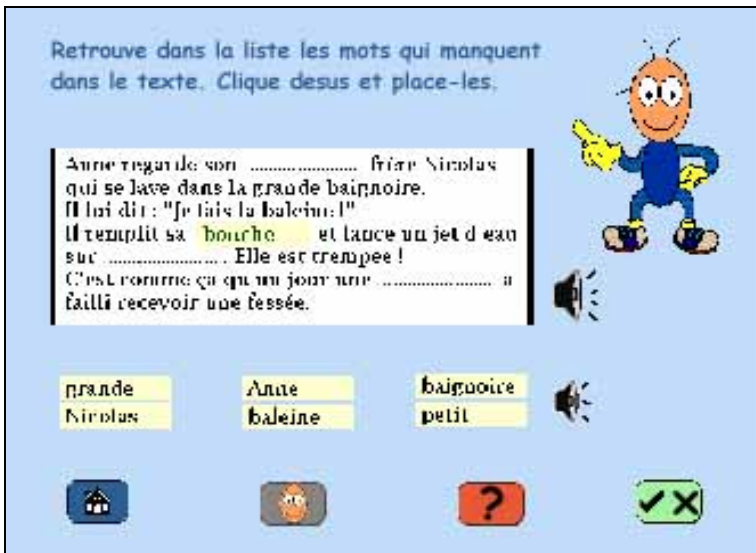 Retrouve dans la liste les mots qui manquent
dans le texte. Clique desus et place-les.
Anne regarde son ...................... frère Nicolas
qui se lave dans la grande baignoire.
Il lui dit : "Je fais la baleine!"
Il remplit sa bouche et lance un jet d'eau
sur ......................... Elle est trempée !
C'est comme ça qu'un jour une ...................... a
failli recevoir une fessée.
grande Anne baignoire
Nicolas baleine petit
?